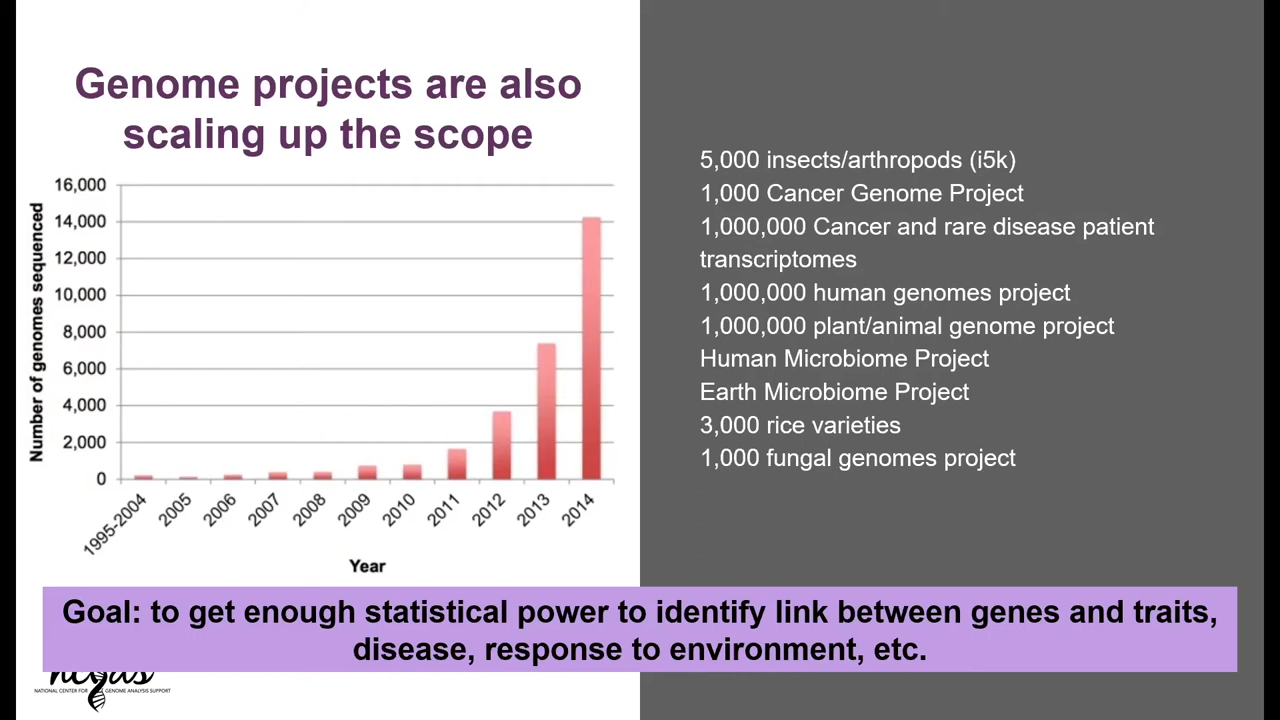 Genome projects are also
scaling up the scope
16,000
14,000
12,000
10,000
8,000
6,000
4,000
2,000
0
Number of genomes sequenced
1995-2004
2005
2006
2007
2008
2009
2010
2011
2012
2013
2014
Year
5,000 insects/arthropods (i5k)
1,000 Cancer Genome Project
1,000,000 Cancer and rare disease patient
transcriptomes
1,000,000 human genomes project
1,000,000 plant/animal genome project
Human Microbiome Project
Earth Microbiome Project
3,000 rice varieties
1,000 fungal genomes project
Goal: to get enough statistical power to identify link between genes and traits,
disease, response to environment, etc.
ncgas
NATIONAL CENTER FOR GENOME ANALYSIS SUPPORT